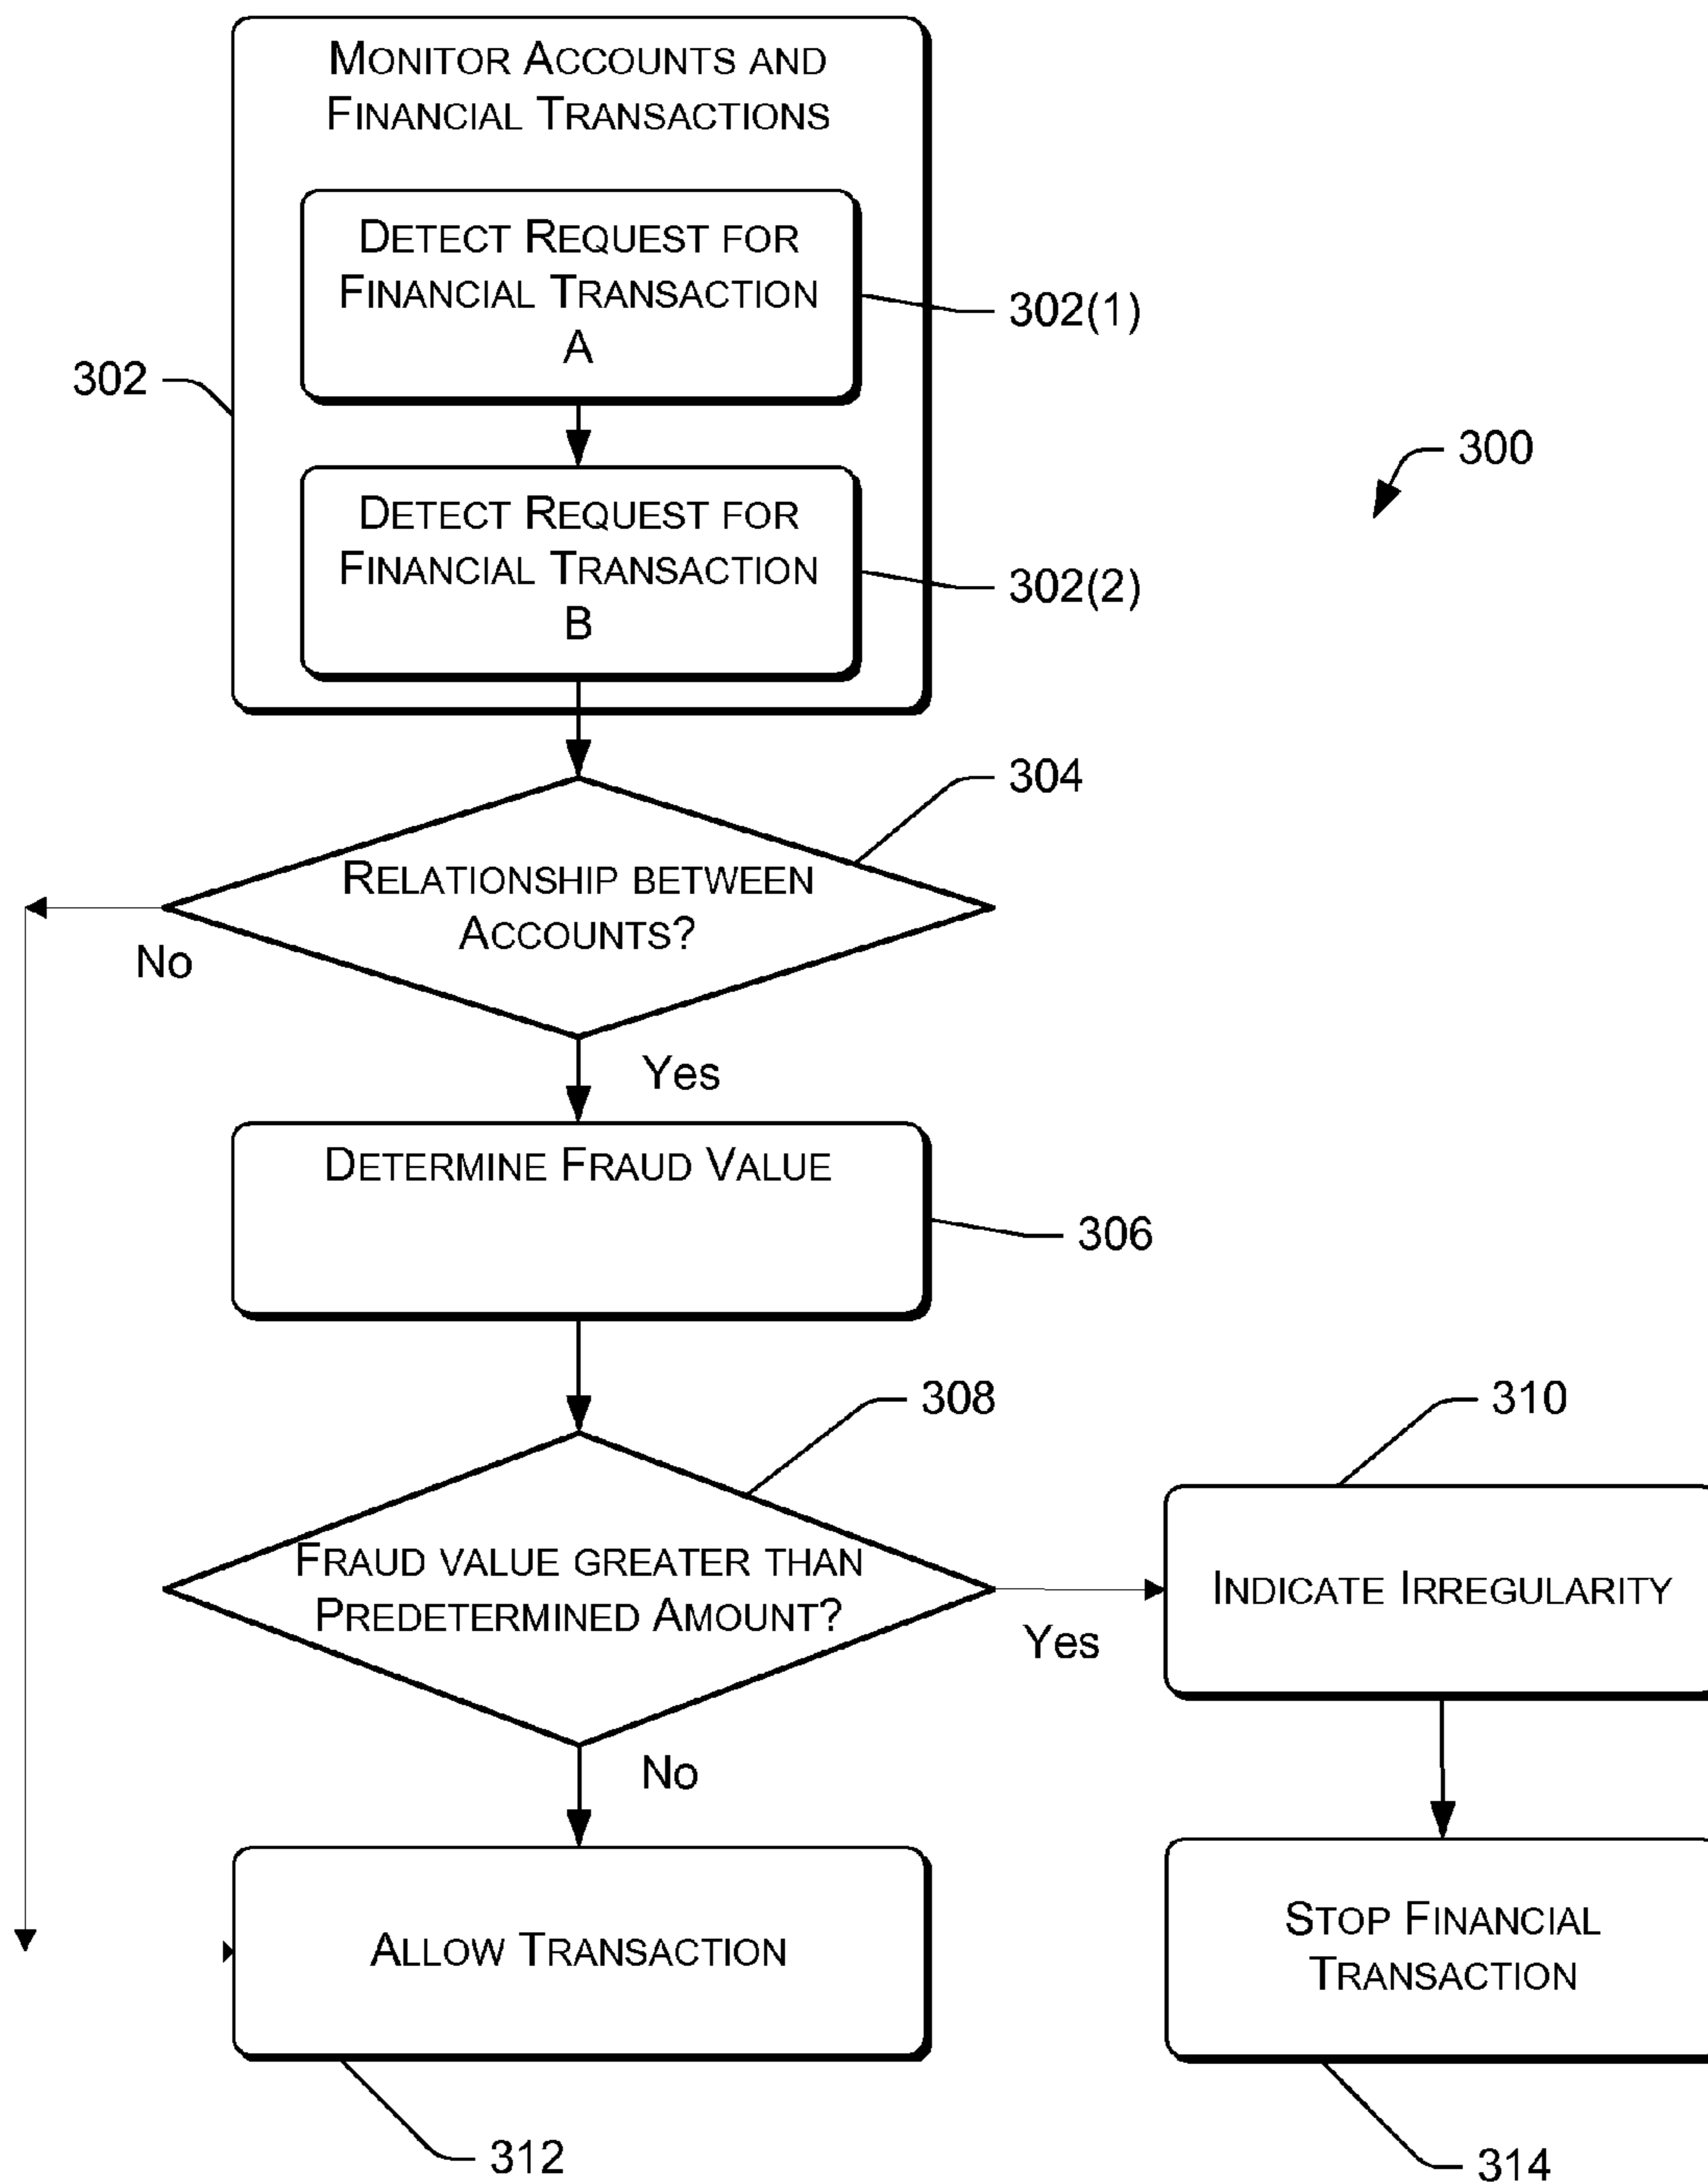 MONITOR ACCOUNTS AND
FINANCIAL TRANSACTIONS
DETECT REQUEST FOR
FINANCIAL TRANSACTION
A
302(1)
302
300
DETECT REQUEST FOR
FINANCIAL TRANSACTION
B
302(2)
304
RELATIONSHIP BETWEEN
ACCOUNTS?
No
Yes
DETERMINE FRAUD VALUE
306
308
310
FRAUD VALUE GREATER THAN
PREDETERMINED AMOUNT?
Yes
INDICATE IRREGULARITY
No
ALLOW TRANSACTION
STOP FINANCIAL
TRANSACTION
312
314